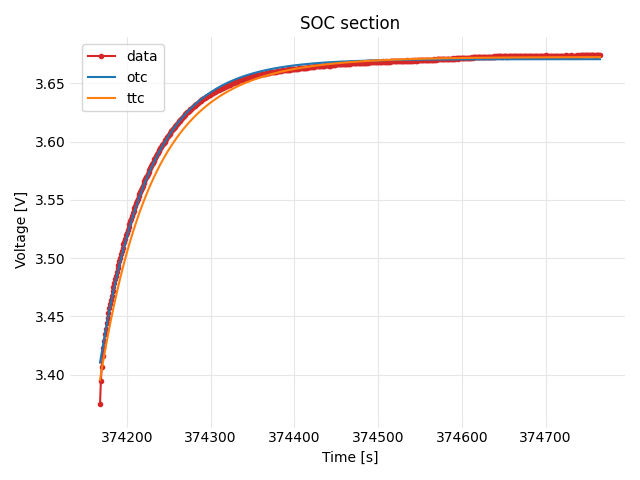 SOC section
data
otc
ttc
Voltage [V]
3.65
3.60
3.55
3.50
3.45
3.40
374200 374300 374400 374500 374600 374700
Time [s]